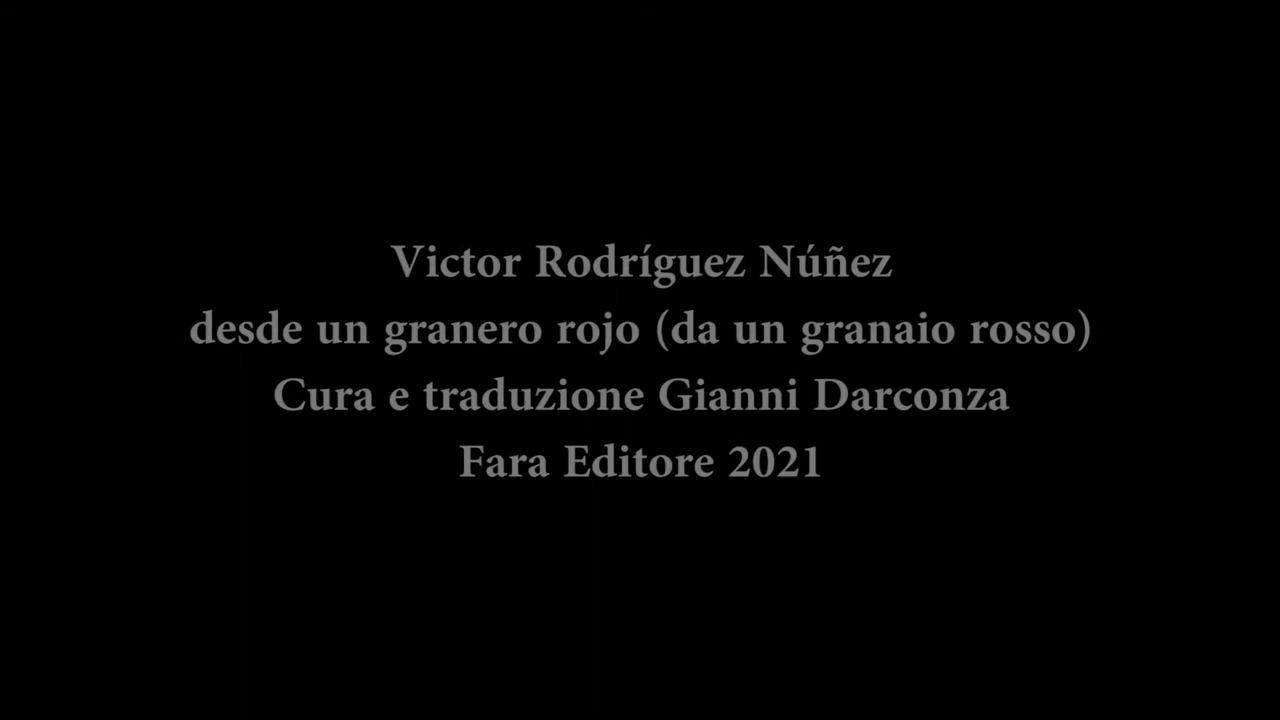 Victor Rodríguez Núñez
desde un granero rojo (da un granaio rosso)
Cura e traduzione Gianni Darconza
Fara Editore 2021